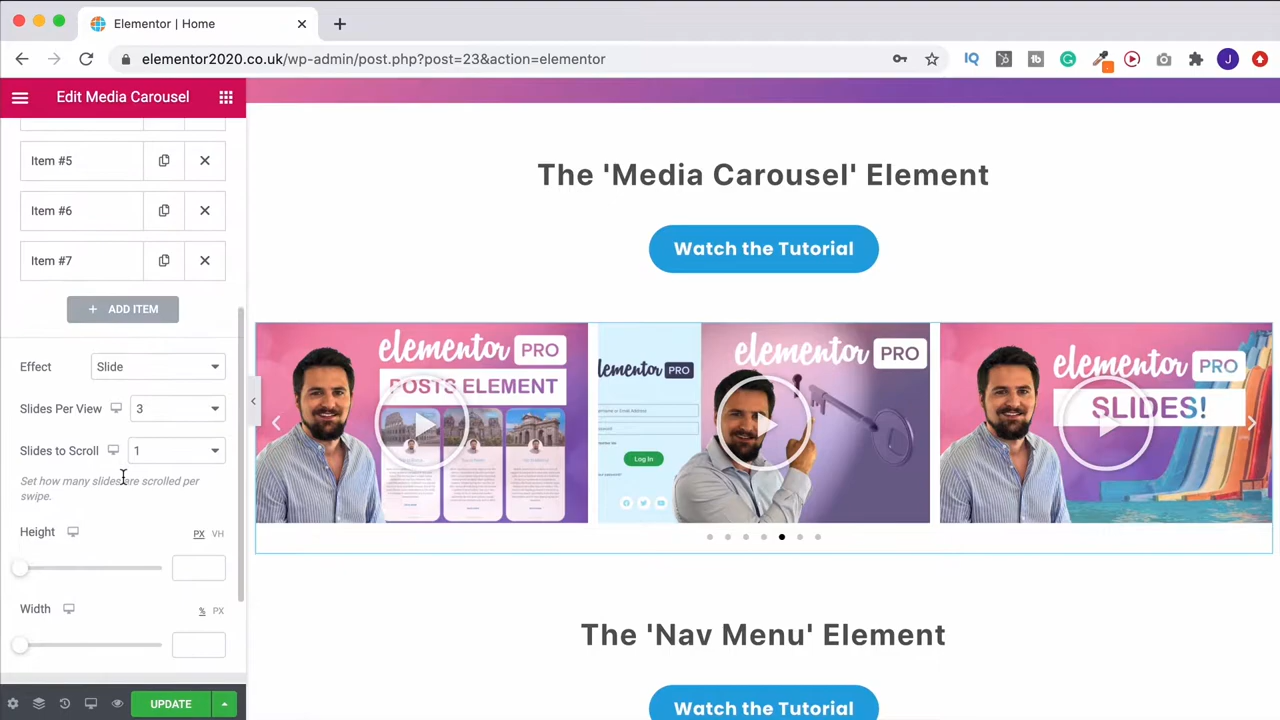 Elementor | Home
elementor2020.co.uk/wp-admin/post.php?post=23&action=elementor
IQ
tb
J
Edit Media Carousel
Item #5
Item #6
Item #7
+ ADD ITEM
Effect
Slide
Slides Per View
3
Slides to Scroll
1
Set how many slides are scrolled per
swipe.
Height
PX VH
Width
% PX
UPDATE
The 'Media Carousel' Element
Watch the Tutorial
elementor PRO
POSTS ELEMENT
elementor PRO
elementor PRO
Log In
elementor PRO
SLIDES!
The 'Nav Menu' Element
Watch the Tutorial